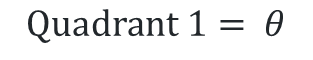 Quadrant 1 = θ